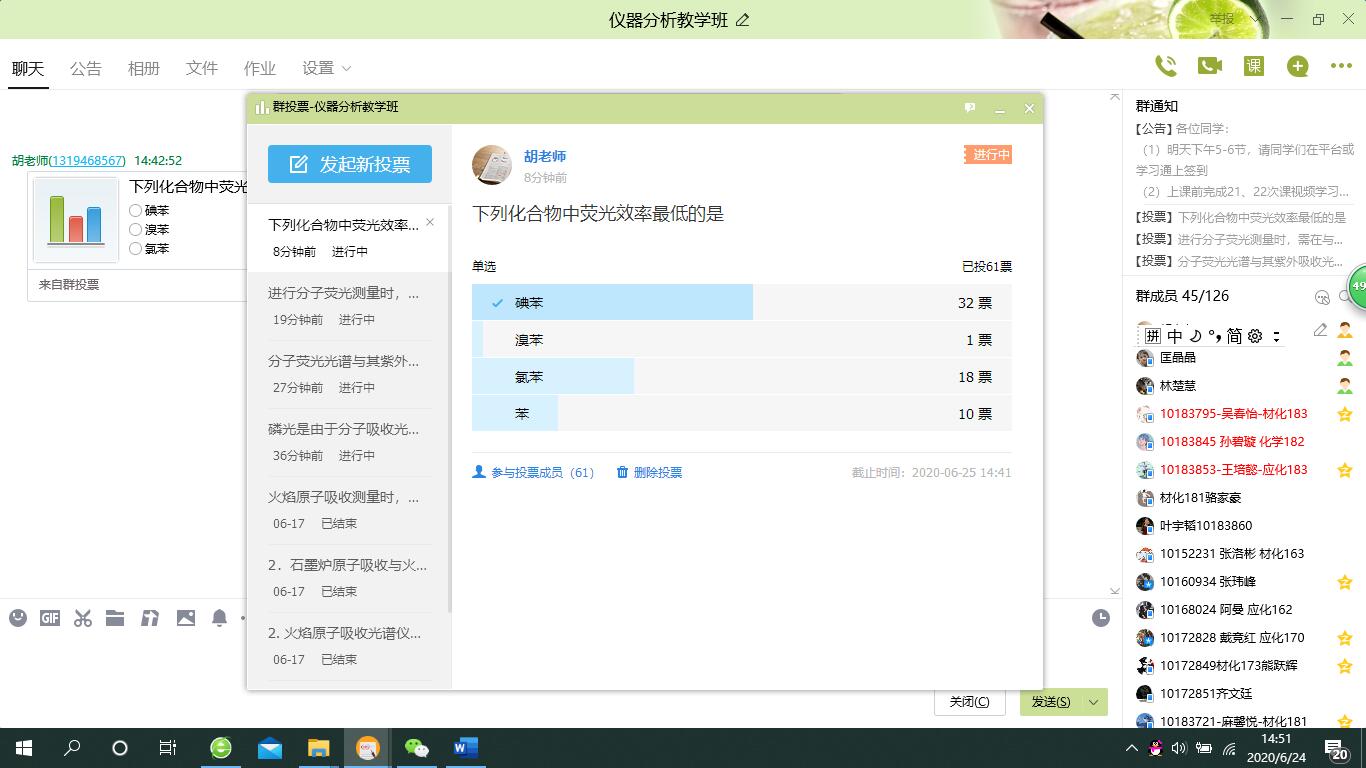 仪器分析教学班
举报
聊天 公告 相册 文件 作业 设置
课
胡老师(1319468567) 14:42:52
下列化合物中荧光
碘苯
溴苯
氯苯
来自群投票
群投票-仪器分析教学班
发起新投票
下列化合物中荧光效率...
8分钟前 进行中
进行分子荧光测量时，...
19分钟前 进行中
分子荧光光谱与其紫外...
27分钟前 进行中
磷光是由于分子吸收光...
36分钟前 进行中
火焰原子吸收测量时，...
06-17 已结束
2．石墨炉原子吸收与火...
06-17 已结束
2. 火焰原子吸收光谱仪...
06-17 已结束
胡老师
8分钟前
进行中
下列化合物中荧光效率最低的是
单选 已投61票
碘苯 32 票
溴苯 1 票
氯苯 18 票
苯 10 票
参与投票成员（61） 删除投票 截止时间：2020-06-25 14:41
GIF
关闭(C) 发送(S)
群通知
【公告】各位同学：
（1）明天下午5-6节，请同学们在平台或
学习通上签到
（2）上课前完成21、22次课视频学习...
【投票】下列化合物中荧光效率最低的是
【投票】进行分子荧光测量时，需在与...
【投票】分子荧光光谱与其紫外吸收光...
群成员 45/126
49
拼 中 简
匡晶晶
林楚慧
10183795-吴春怡-材化183
10183845 孙碧璇 化学182
10183853-王培懿-应化183
材化181骆家豪
叶宇韬10183860
10152231 张洛彬 材化163
10160934 张玮峰
10168024 阿曼 应化162
10172828 戴竞红 应化170
10172849材化173熊跃辉
10172851齐文廷
10183721-麻馨悦-材化181
14:51
2020/6/24
20